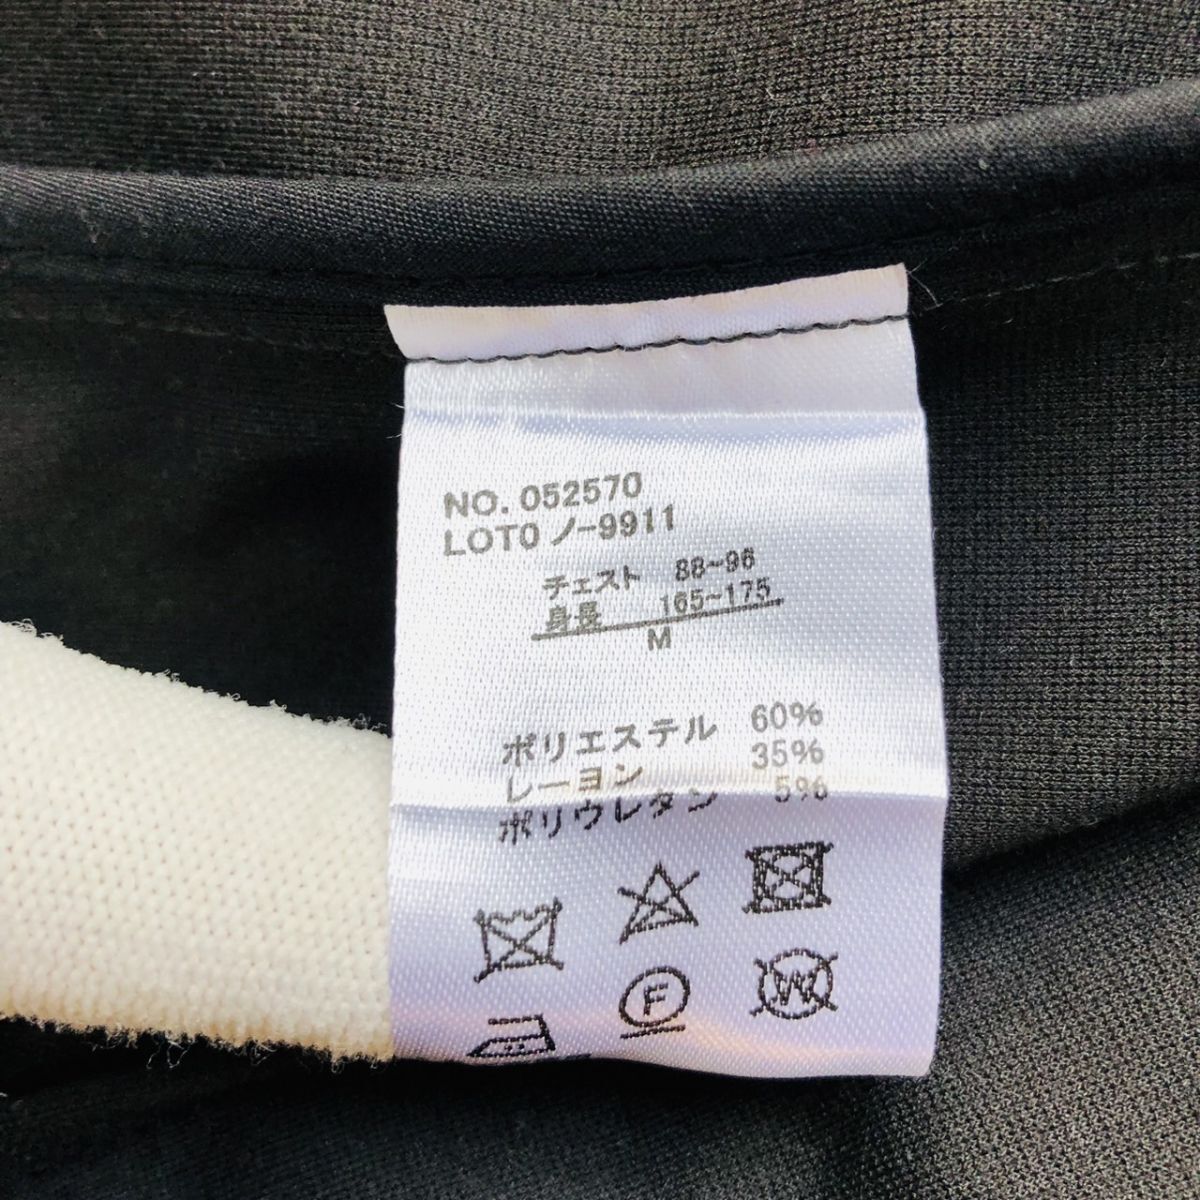 NO. 052570
LOT0 ノ-9911
チェスト 88~96
身長 165~175
M
ポリエステル 60%
レーヨン 35%
ポリウレタン 5%
F W